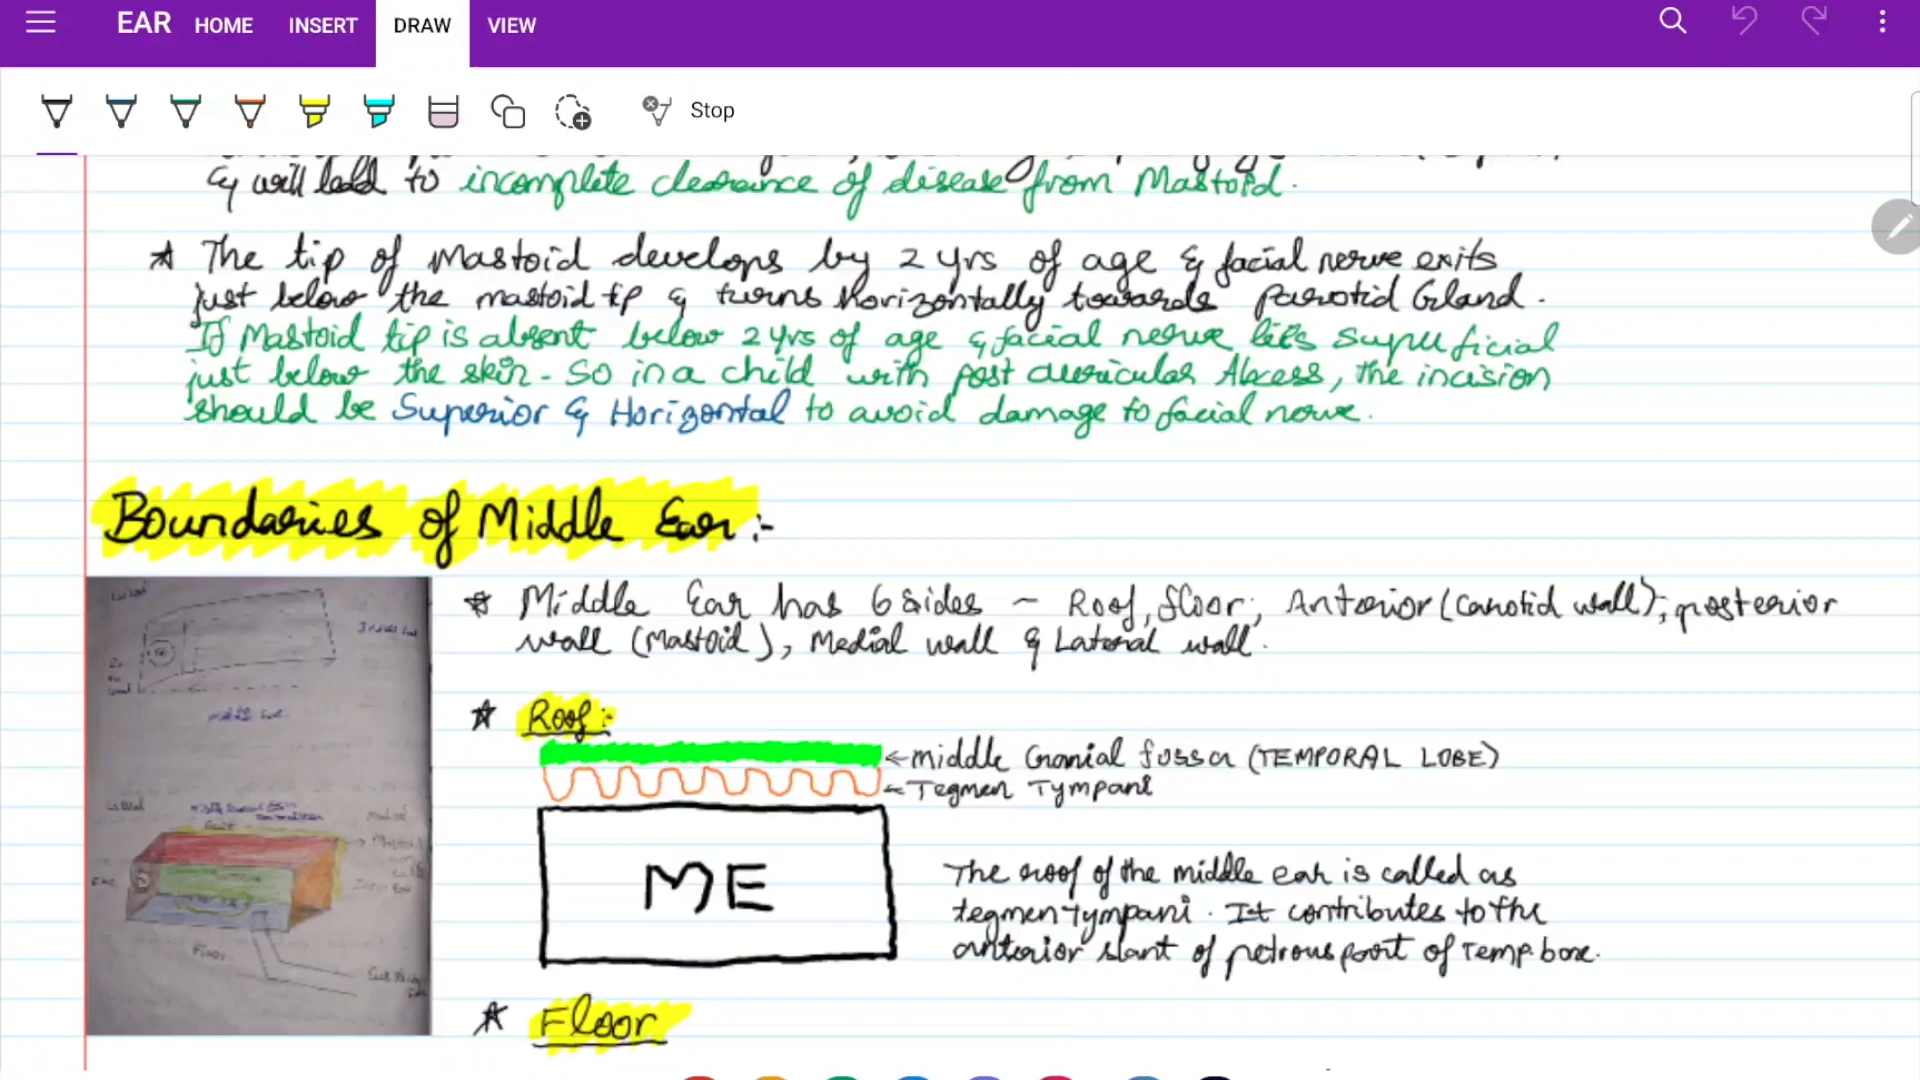 EAR HOME INSERT DRAW VIEW
Stop
& will lead to incomplete clearance of disease from Mastoid.
☆ The tip of Mastoid develops by 2 yrs of age & facial nerve exits
just below the mastoid tip & turns horizontally towards parotid Gland.
If Mastoid tip is absent below 2 yrs of age & facial nerve lies superficial
just below the skin - So in a child with post auricular Abcess, the incision
should be Superior & Horizontal to avoid damage to facial nerve.
Boundaries of Middle Ear :-
☆ Middle Ear has 6 sides - Roof, floor, Anterior (carotid wall), posterior
wall (Mastoid), Medial wall & Lateral wall.
☆ Roof :-
←middle Cranial fossa (TEMPORAL LOBE)
←Tegmen Tympani
ME
The roof of the middle ear is called as
tegmen tympani. It contributes to the
anterior slant of petrous part of Temp. bone.
☆ Floor
Lateral
Floor